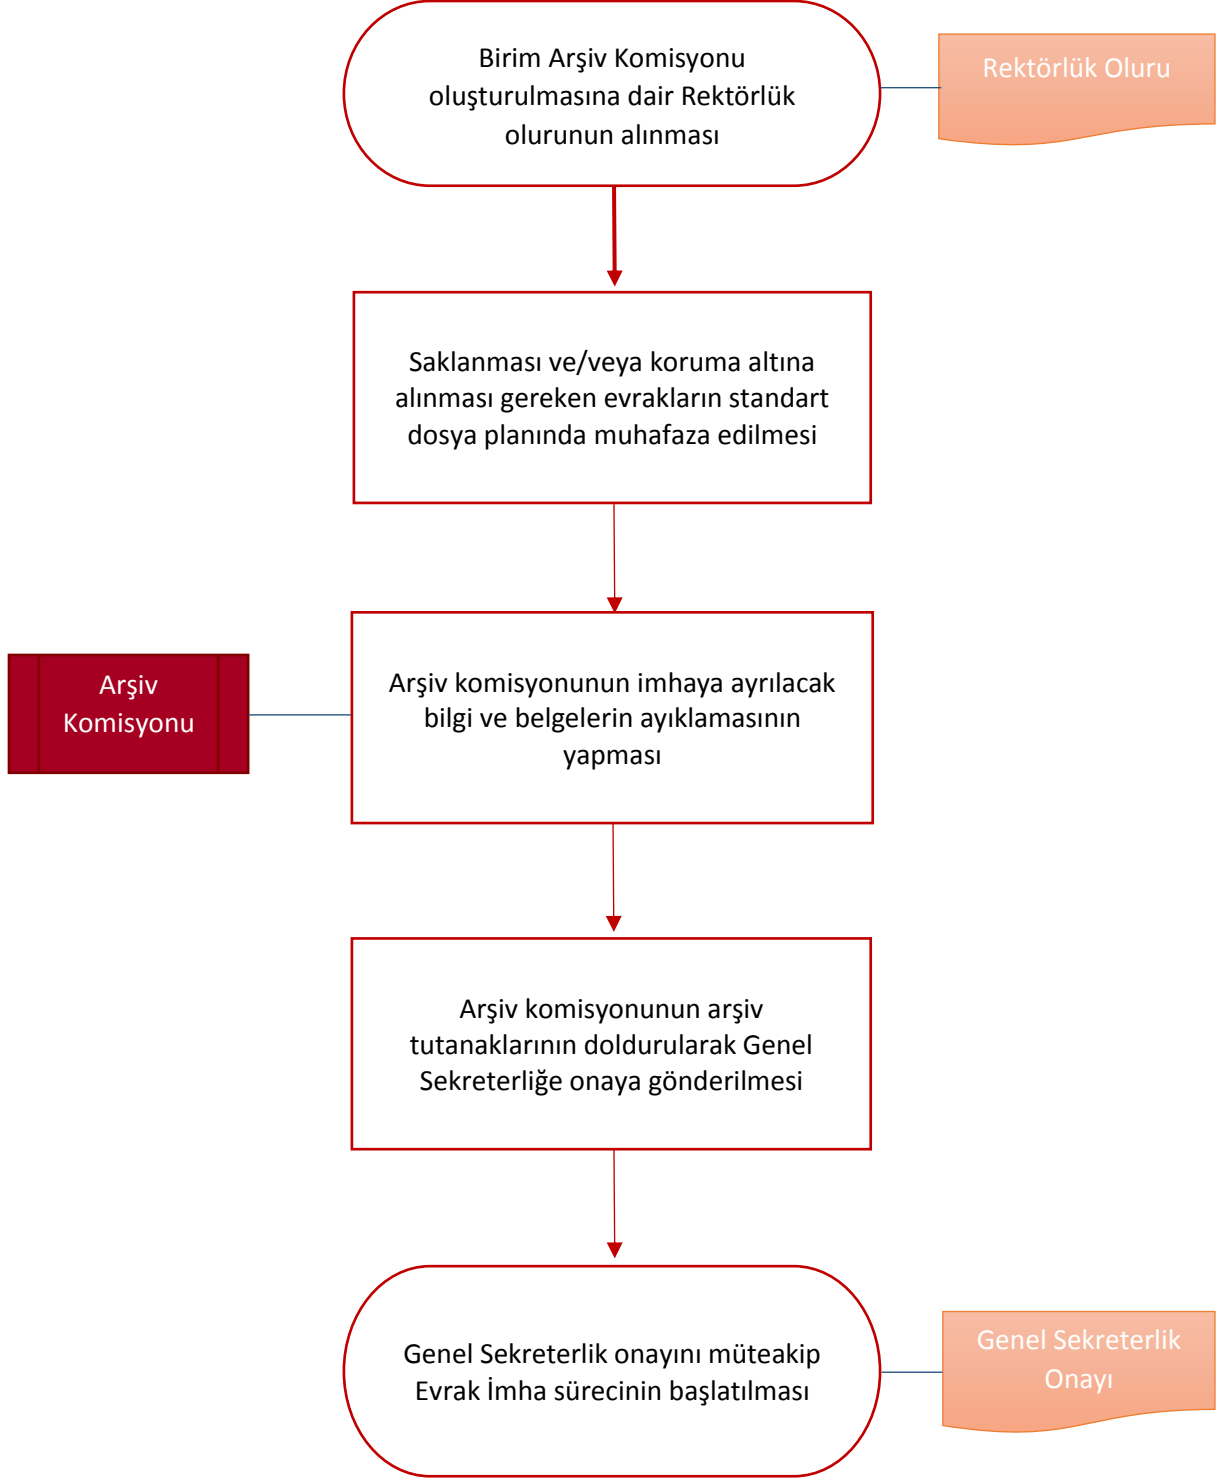 Birim Arşiv Komisyonu
oluşturulmasına dair Rektörlük
olurunun alınması
Rektörlük Oluru
Saklanması ve/veya koruma altına
alınması gereken evrakların standart
dosya planında muhafaza edilmesi
Arşiv
Komisyonu
Arşiv komisyonunun imhaya ayrılacak
bilgi ve belgelerin ayıklamasının
yapması
Arşiv komisyonunun arşiv
tutanaklarının doldurularak Genel
Sekreterliğe onaya gönderilmesi
Genel Sekreterlik onayını müteakip
Evrak İmha sürecinin başlatılması
Genel Sekreterlik
Onayı